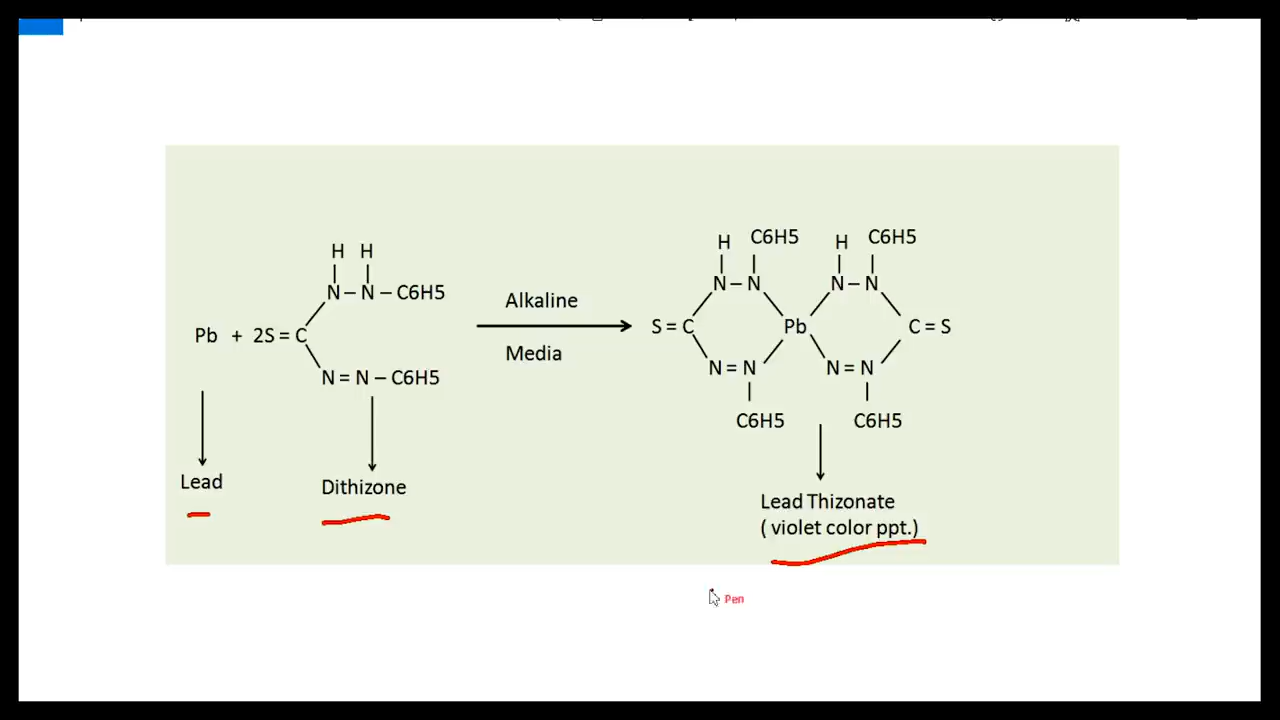 H H
N – N – C6H5
Pb + 2S = C
N = N – C6H5
Lead
Dithizone
Alkaline
Media
H C6H5 H C6H5
N – N N – N
S = C Pb C = S
N = N N = N
C6H5 C6H5
Lead Thizonate
( violet color ppt.)
Pen